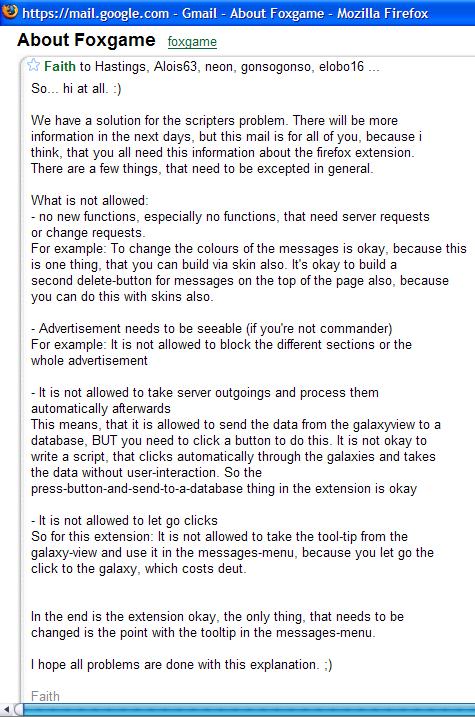 https://mail.google.com - Gmail - About Foxgame - Mozilla Firefox
About Foxgame foxgame
Faith to Hastings, Alois63, neon, gonsogonso, elobo16 ...
So... hi at all. :)
We have a solution for the scripters problem. There will be more
information in the next days, but this mail is for all of you, because i
think, that you all need this information about the firefox extension.
There are a few things, that need to be excepted in general.
What is not allowed:
- no new functions, especially no functions, that need server requests
or change requests.
For example: To change the colours of the messages is okay, because this
is one thing, that you can build via skin also. It's okay to build a
second delete-button for messages on the top of the page also, because
you can do this with skins also.
- Advertisement needs to be seeable (if you're not commander)
For example: It is not allowed to block the different sections or the
whole advertisement
- It is not allowed to take server outgoings and process them
automatically afterwards
This means, that it is allowed to send the data from the galaxyview to a
database, BUT you need to click a button to do this. It is not okay to
write a script, that clicks automatically through the galaxies and takes
the data without user-interaction. So the
press-button-and-send-to-a-database thing in the extension is okay
- It is not allowed to let go clicks
So for this extension: It is not allowed to take the tool-tip from the
galaxy-view and use it in the messages-menu, because you let go the
click to the galaxy, which costs deut.
In the end is the extension okay, the only thing, that needs to be
changed is the point with the tooltip in the messages-menu.
I hope all problems are done with this explanation. ;)
Faith